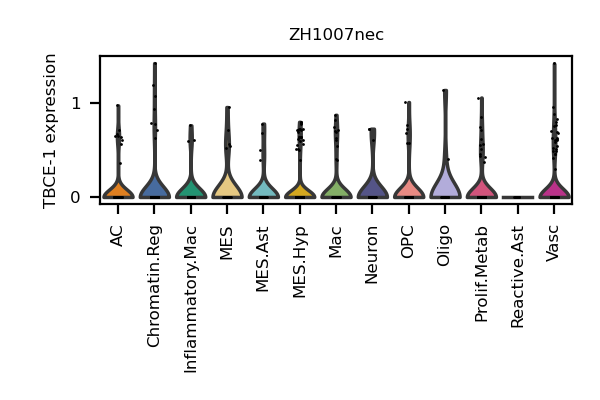 ZH1007nec
TBCE-1 expression
1
0
AC
Chromatin.Reg
Inflammatory.Mac
MES
MES.Ast
MES.Hyp
Mac
Neuron
OPC
Oligo
Prolif.Metab
Reactive.Ast
Vasc